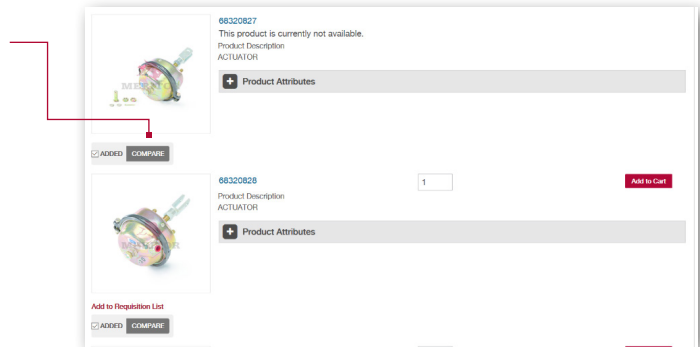 68320827
This product is currently not available.
Product Description
ACTUATOR
Product Attributes
ADDED COMPARE
68320828
1
Add to Cart
Product Description
ACTUATOR
Product Attributes
Add to Requisition List
ADDED COMPARE